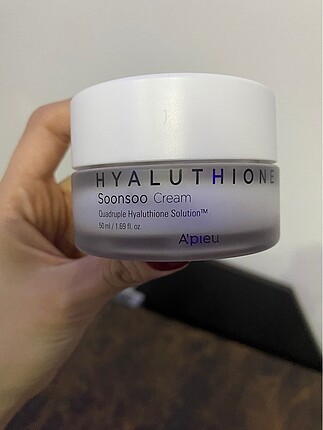 HYALUTHIONE
Soonsoo Cream
Quadruple Hyaluthione Solution™
50 ml / 1.69 fl. oz.
A'pieu